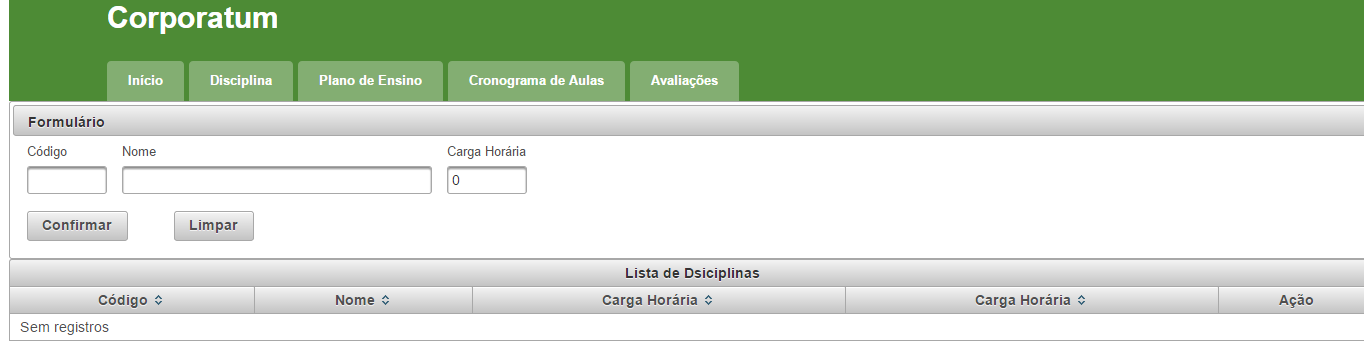 Corporatum
Início Disciplina Plano de Ensino Cronograma de Aulas Avaliações
Formulário
Código Nome Carga Horária
0
Confirmar Limpar
Lista de Dsiciplinas
Código Nome Carga Horária Carga Horária Ação
Sem registros